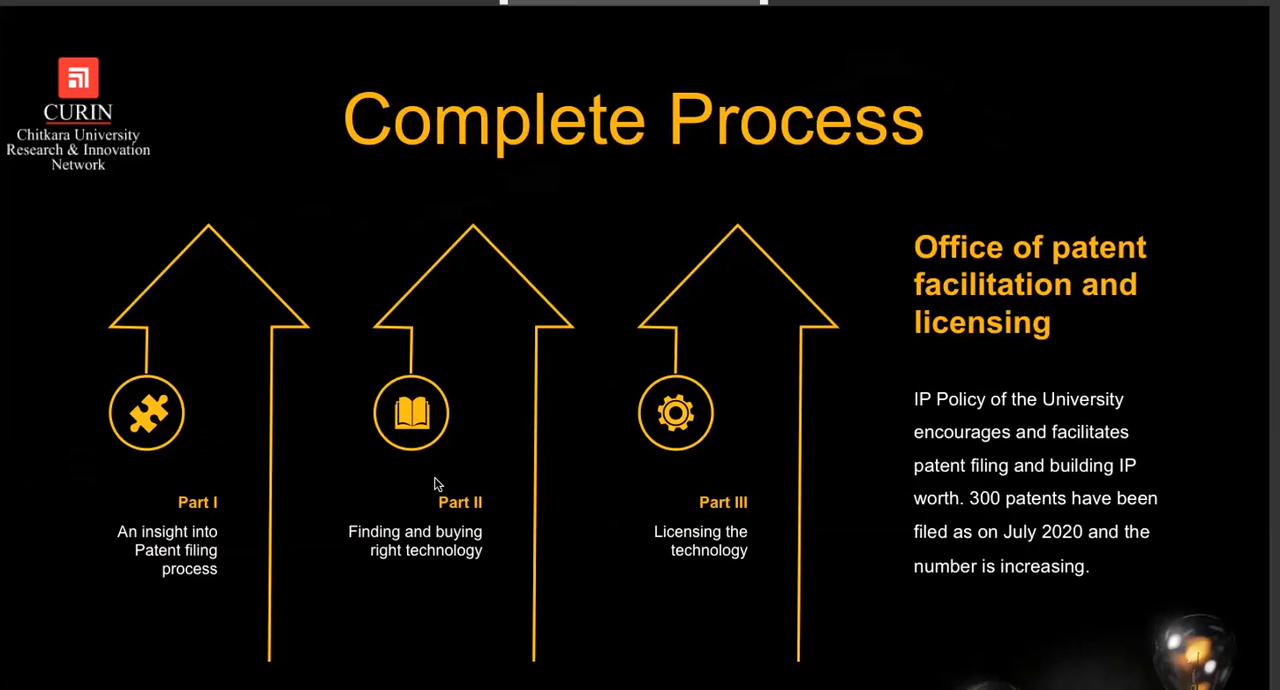 CURIN
Chitkara University
Research & Innovation
Network
Complete Process
Part I
An insight into
Patent filing
process
Part II
Finding and buying
right technology
Part III
Licensing the
technology
Office of patent
facilitation and
licensing
IP Policy of the University
encourages and facilitates
patent filing and building IP
worth. 300 patents have been
filed as on July 2020 and the
number is increasing.